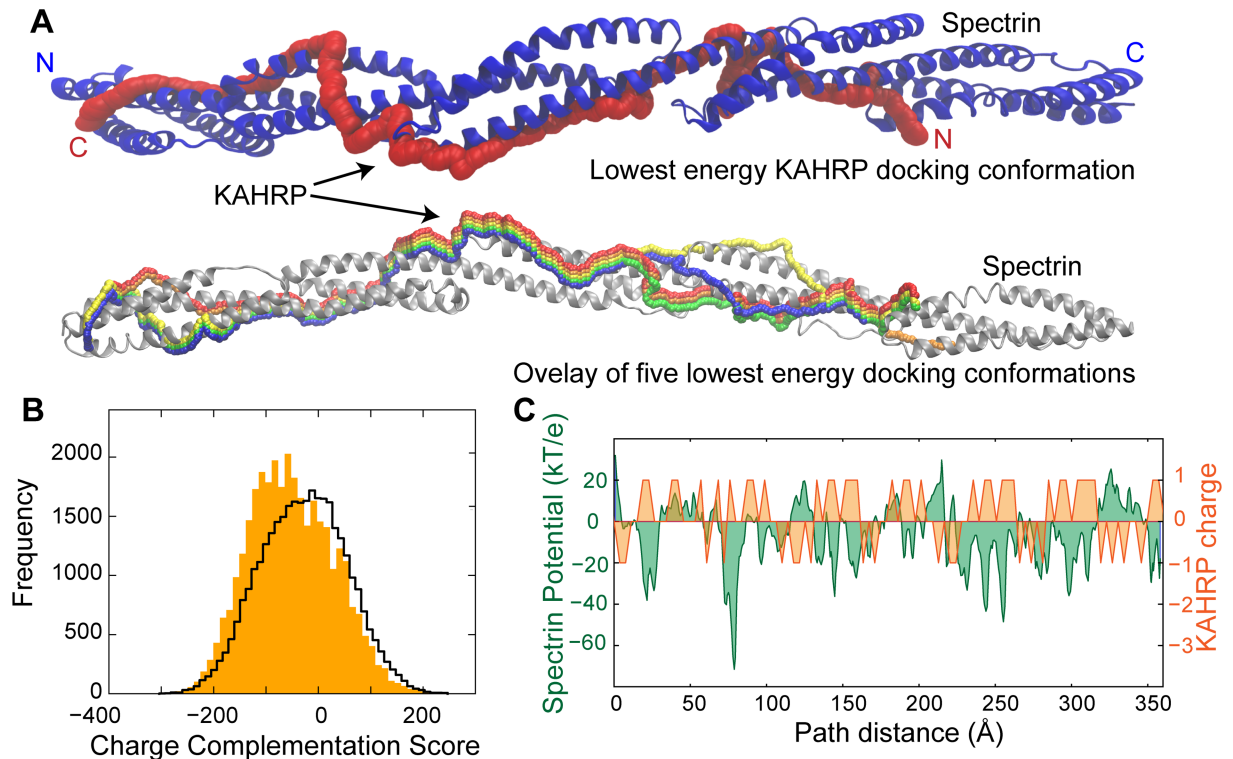 A
Spectrin
N
C
C
N
Lowest energy KAHRP docking conformation
KAHRP
Spectrin
Ovelay of five lowest energy docking conformations
B
2000
1500
1000
500
0
Frequency
−400
−200
0
200
Charge Complementation Score
C
Spectrin Potential (kT/e)
20
0
−20
−40
−60
1
0
−1
−2
−3
KAHRP charge
0
50
100
150
200
250
300
350
Path distance (Å)